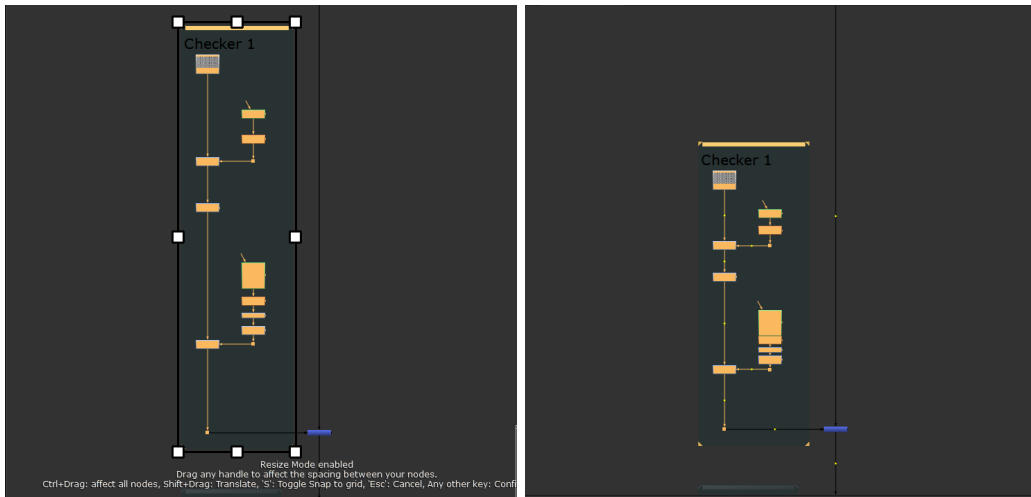 Checker 1
Resize Mode enabled
Drag any handle to affect the spacing between your nodes.
Ctrl+Drag: affect all nodes, Shift+Drag: Translate, `S`: Toggle Snap to grid, `Esc`: Cancel, Any other key: Confi
Checker 1